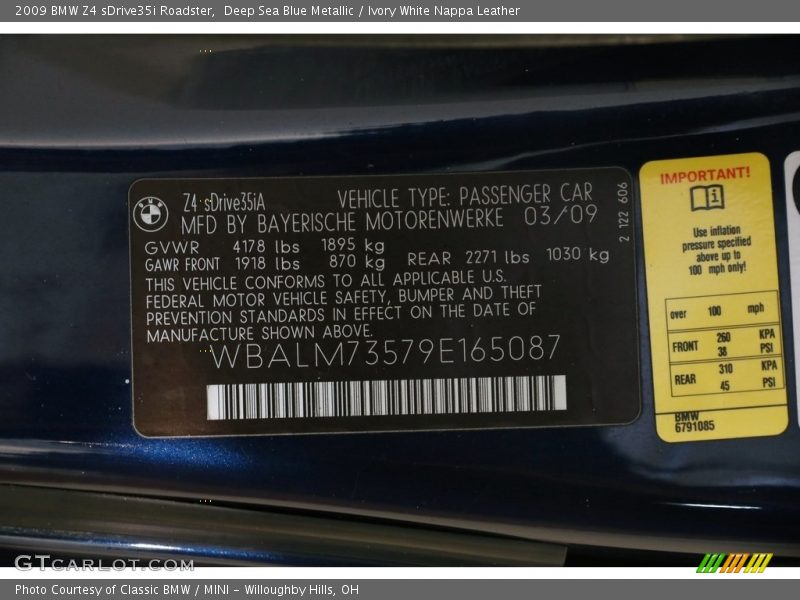 2009 BMW Z4 sDrive35i Roadster,  Deep Sea Blue Metallic / Ivory White Nappa Leather
BMW
Z4 sDrive35iA VEHICLE TYPE: PASSENGER CAR
MFD BY BAYERISCHE MOTORENWERKE 03/09
GVWR 4178 lbs 1895 kg
GAWR FRONT 1918 lbs 870 kg REAR 2271 lbs 1030 kg
THIS VEHICLE CONFORMS TO ALL APPLICABLE U.S.
FEDERAL MOTOR VEHICLE SAFETY, BUMPER AND THEFT
PREVENTION STANDARDS IN EFFECT ON THE DATE OF
MANUFACTURE SHOWN ABOVE.
WBALM73579E165087
2 122 606
IMPORTANT!
i
Use inflation
pressure specified
above up to
100 mph only!
over 100 mph
FRONT 260 KPA
38 PSI
REAR 310 KPA
45 PSI
BMW
6791085
GTCARLOT.COM
Photo Courtesy of Classic BMW / MINI - Willoughby Hills, OH